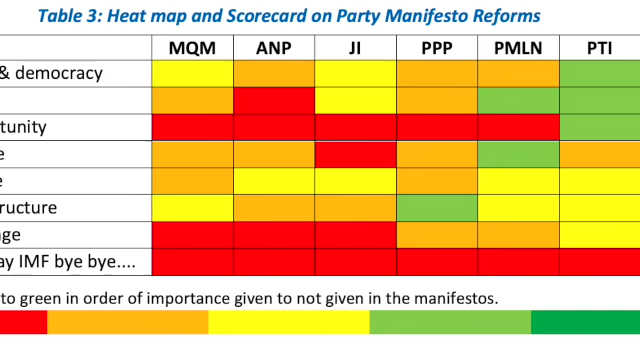 Table 3: Heat map and Scorecard on Party Manifesto Reforms
MQM ANP JI PPP PMLN PTI
& democracy
tunity
e
e
ructure
ge
ay IMF bye bye....
to green in order of importance given to not given in the manifestos.